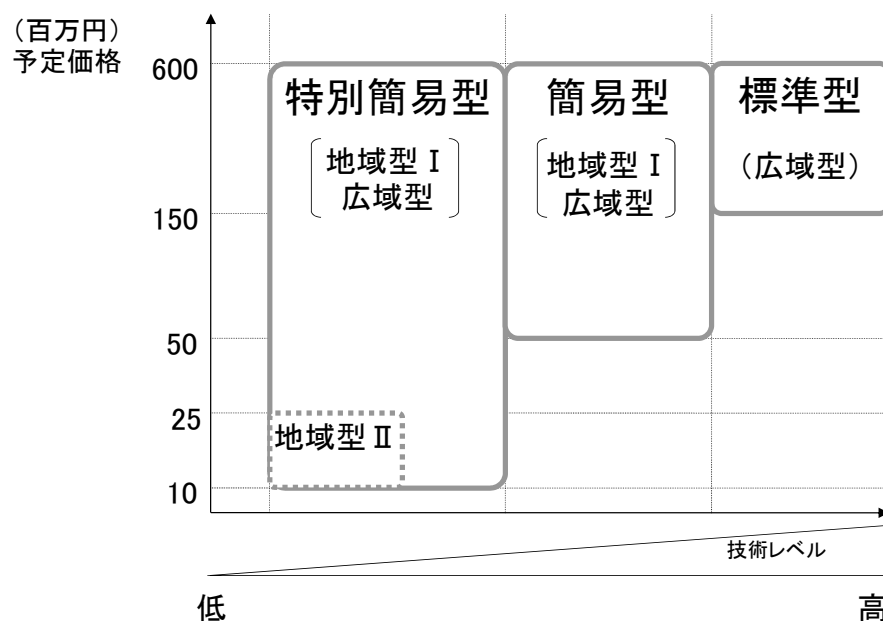 （百万円）
予定価格
600
150
50
25
10
特別簡易型
地域型Ⅰ
広域型
地域型Ⅱ
簡易型
地域型Ⅰ
広域型
標準型
（広域型）
技術レベル
低
高